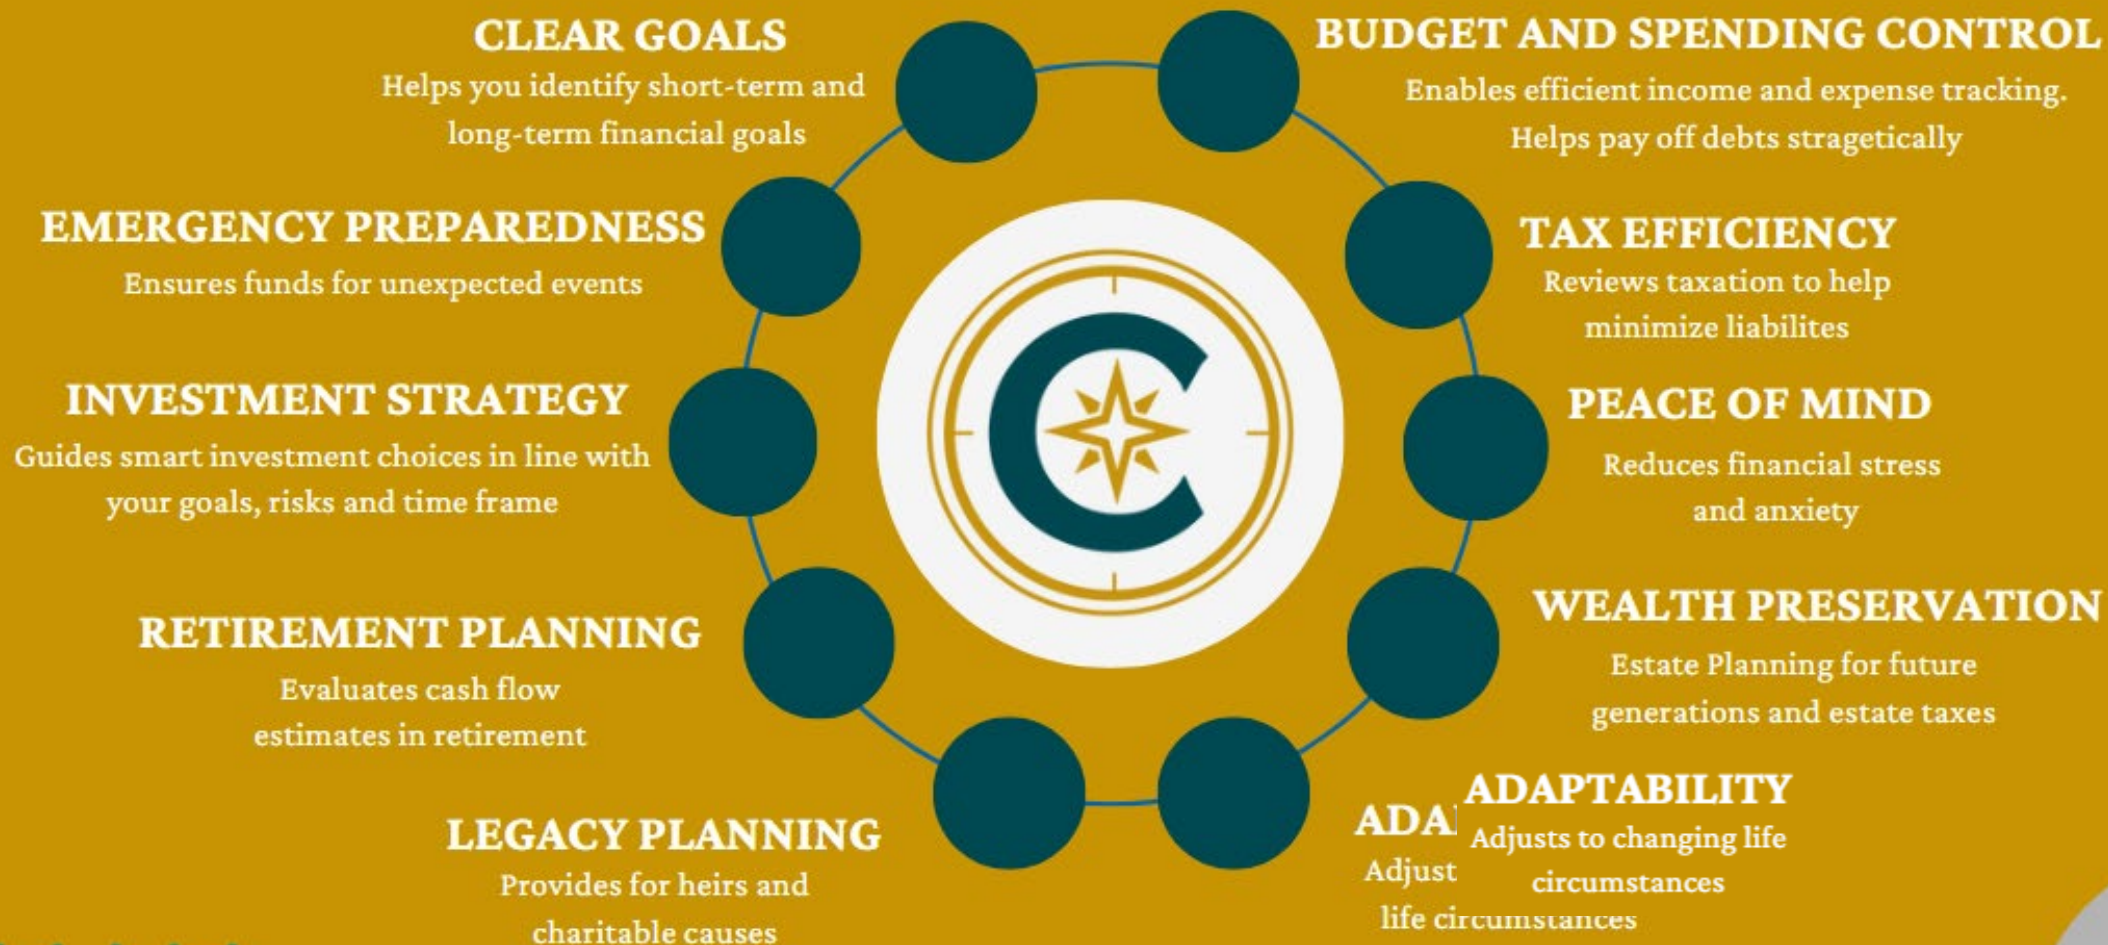 CLEAR GOALS
Helps you identify short-term and
long-term financial goals
BUDGET AND SPENDING CONTROL
Enables efficient income and expense tracking.
Helps pay off debts stragetically
EMERGENCY PREPAREDNESS
Ensures funds for unexpected events
TAX EFFICIENCY
Reviews taxation to help
minimize liabilites
INVESTMENT STRATEGY
Guides smart investment choices in line with
your goals, risks and time frame
PEACE OF MIND
Reduces financial stress
and anxiety
RETIREMENT PLANNING
Evaluates cash flow
estimates in retirement
WEALTH PRESERVATION
Estate Planning for future
generations and estate taxes
LEGACY PLANNING
Provides for heirs and
charitable causes
ADAPTABILITY
Adjusts to changing life
circumstances
ADA
Adjust
life circumstances
C